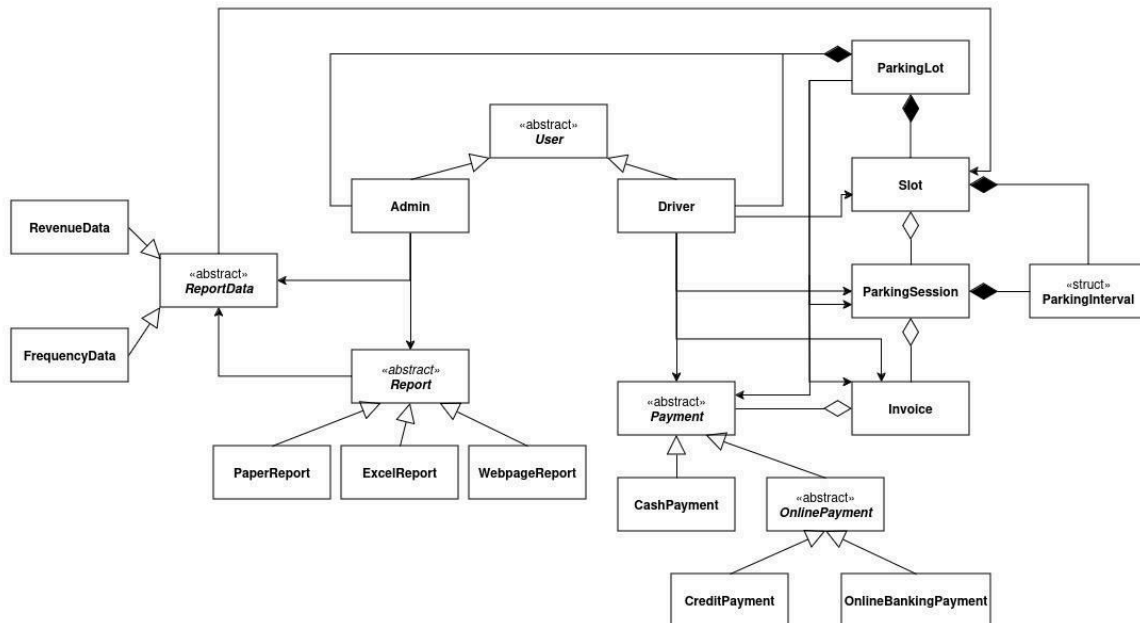 ParkingLot
«abstract»
User
Slot
Admin
Driver
RevenueData
«abstract»
ReportData
ParkingSession
«struct»
ParkingInterval
FrequencyData
«abstract»
Report
«abstract»
Payment
Invoice
PaperReport
ExcelReport
WebpageReport
CashPayment
«abstract»
OnlinePayment
CreditPayment
OnlineBankingPayment